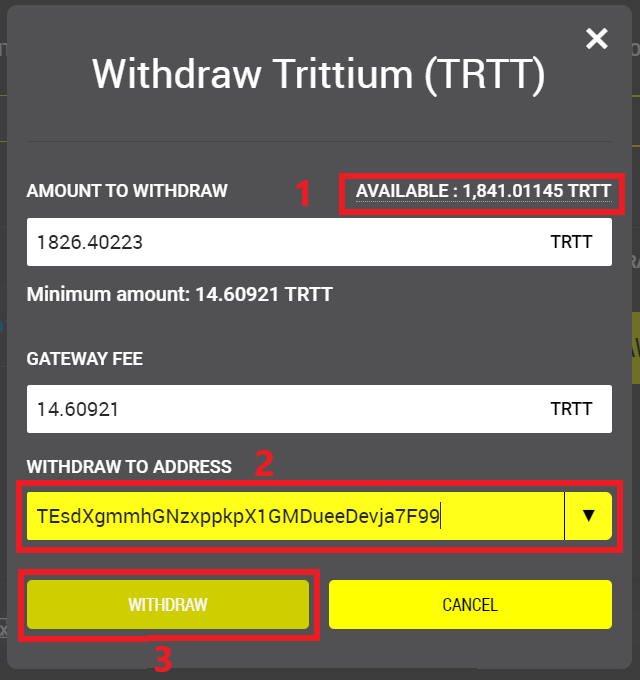 Withdraw Trittium (TRTT)
AMOUNT TO WITHDRAW 1 AVAILABLE : 1,841.01145 TRTT
1826.40223 TRTT
Minimum amount: 14.60921 TRTT
GATEWAY FEE
14.60921 TRTT
WITHDRAW TO ADDRESS 2
TEsdXgmmhGNzxppkpX1GMDueeDevja7F99
WITHDRAW CANCEL
3